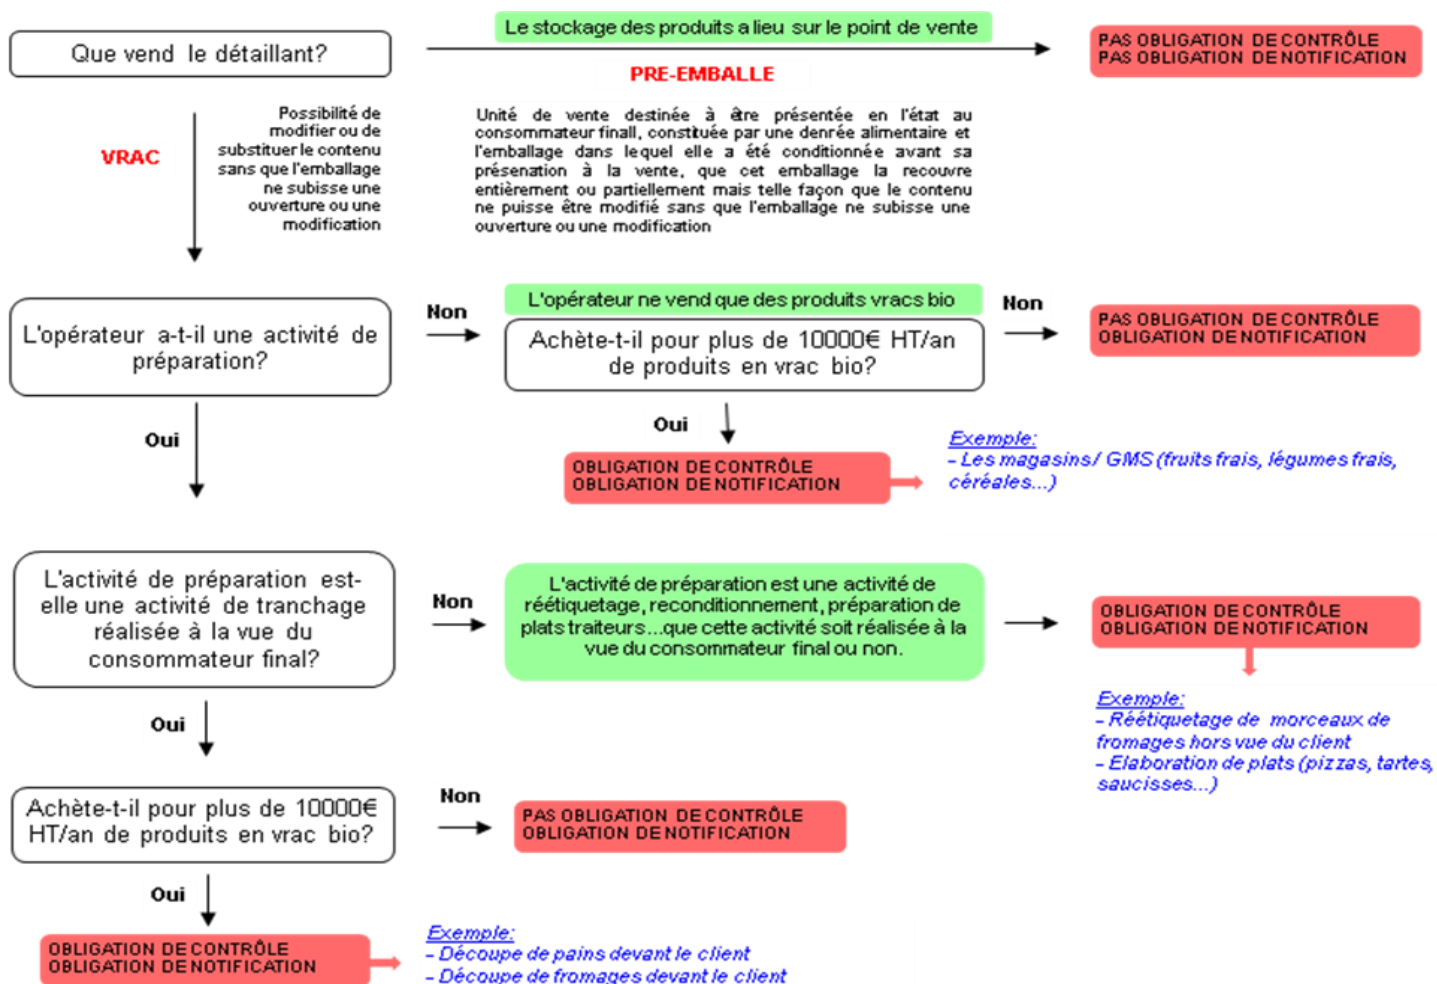 Que vend le détaillant?
Le stockage des produits a lieu sur le point de vente
PRE-EMBALLE
PAS OBLIGATION DE CONTRÔLE
PAS OBLIGATION DE NOTIFICATION
VRAC
Possibilité de
modifier ou de
substituer le contenu
sans que l'emballage
ne subisse une
ouverture ou une
modification
Unité de vente destinée à être présentée en l'état au
consommateur finall, constituée par une denrée alimentaire et
l'emballage dans lequel elle a été conditionnée avant sa
présenation à la vente, que cet emballage la recouvre
entièrement ou partiellement mais telle façon que le contenu
ne puisse être modifié sans que l'emballage ne subisse une
ouverture ou une modification
L'opérateur a-t-il une activité de
préparation?
Non
L'opérateur ne vend que des produits vracs bio
Achète-t-il pour plus de 10000€ HT/an
de produits en vrac bio?
Non
PAS OBLIGATION DE CONTRÔLE
OBLIGATION DE NOTIFICATION
Oui
Oui
OBLIGATION DE CONTRÔLE
OBLIGATION DE NOTIFICATION
Exemple:
- Les magasins/ GMS (fruits frais, légumes frais,
céréales...)
L'activité de préparation est-
elle une activité de tranchage
réalisée à la vue du
consommateur final?
Non
L'activité de préparation est une activité de
réétiquetage, reconditionnement, préparation de
plats traiteurs...que cette activité soit réalisée à la
vue du consommateur final ou non.
OBLIGATION DE CONTRÔLE
OBLIGATION DE NOTIFICATION
Exemple:
- Réétiquetage de morceaux de
fromages hors vue du client
- Elaboration de plats (pizzas, tartes,
saucisses...)
Oui
Achète-t-il pour plus de 10000€
HT/an de produits en vrac bio?
Non
PAS OBLIGATION DE CONTRÔLE
OBLIGATION DE NOTIFICATION
Oui
OBLIGATION DE CONTRÔLE
OBLIGATION DE NOTIFICATION
Exemple:
- Découpe de pains devant le client
- Découpe de fromages devant le client